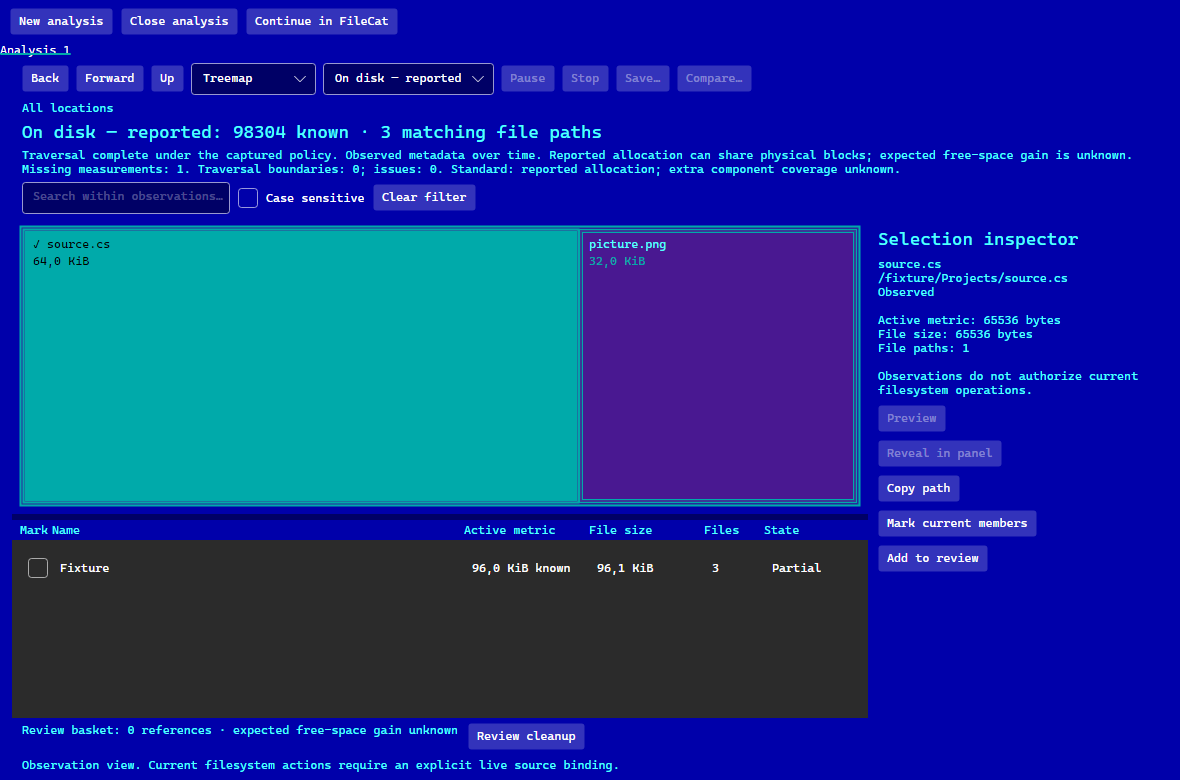 New analysis Close analysis Continue in FileCat
Analysis 1
Back Forward Up Treemap On disk — reported Pause Stop Save… Compare…
All locations
On disk — reported: 98304 known · 3 matching file paths
Traversal complete under the captured policy. Observed metadata over time. Reported allocation can share physical blocks; expected free-space gain is unknown.
Missing measurements: 1. Traversal boundaries: 0; issues: 0. Standard: reported allocation; extra component coverage unknown.
Search within observations… Case sensitive Clear filter
✓ source.cs
64,0 KiB
picture.png
32,0 KiB
Selection inspector
source.cs
/fixture/Projects/source.cs
Observed
Active metric: 65536 bytes
File size: 65536 bytes
File paths: 1
Observations do not authorize current
filesystem operations.
Preview
Reveal in panel
Copy path
Mark current members
Add to review
Mark Name Active metric File size Files State
Fixture 96,0 KiB known 96,1 KiB 3 Partial
Review basket: 0 references · expected free-space gain unknown Review cleanup
Observation view. Current filesystem actions require an explicit live source binding.